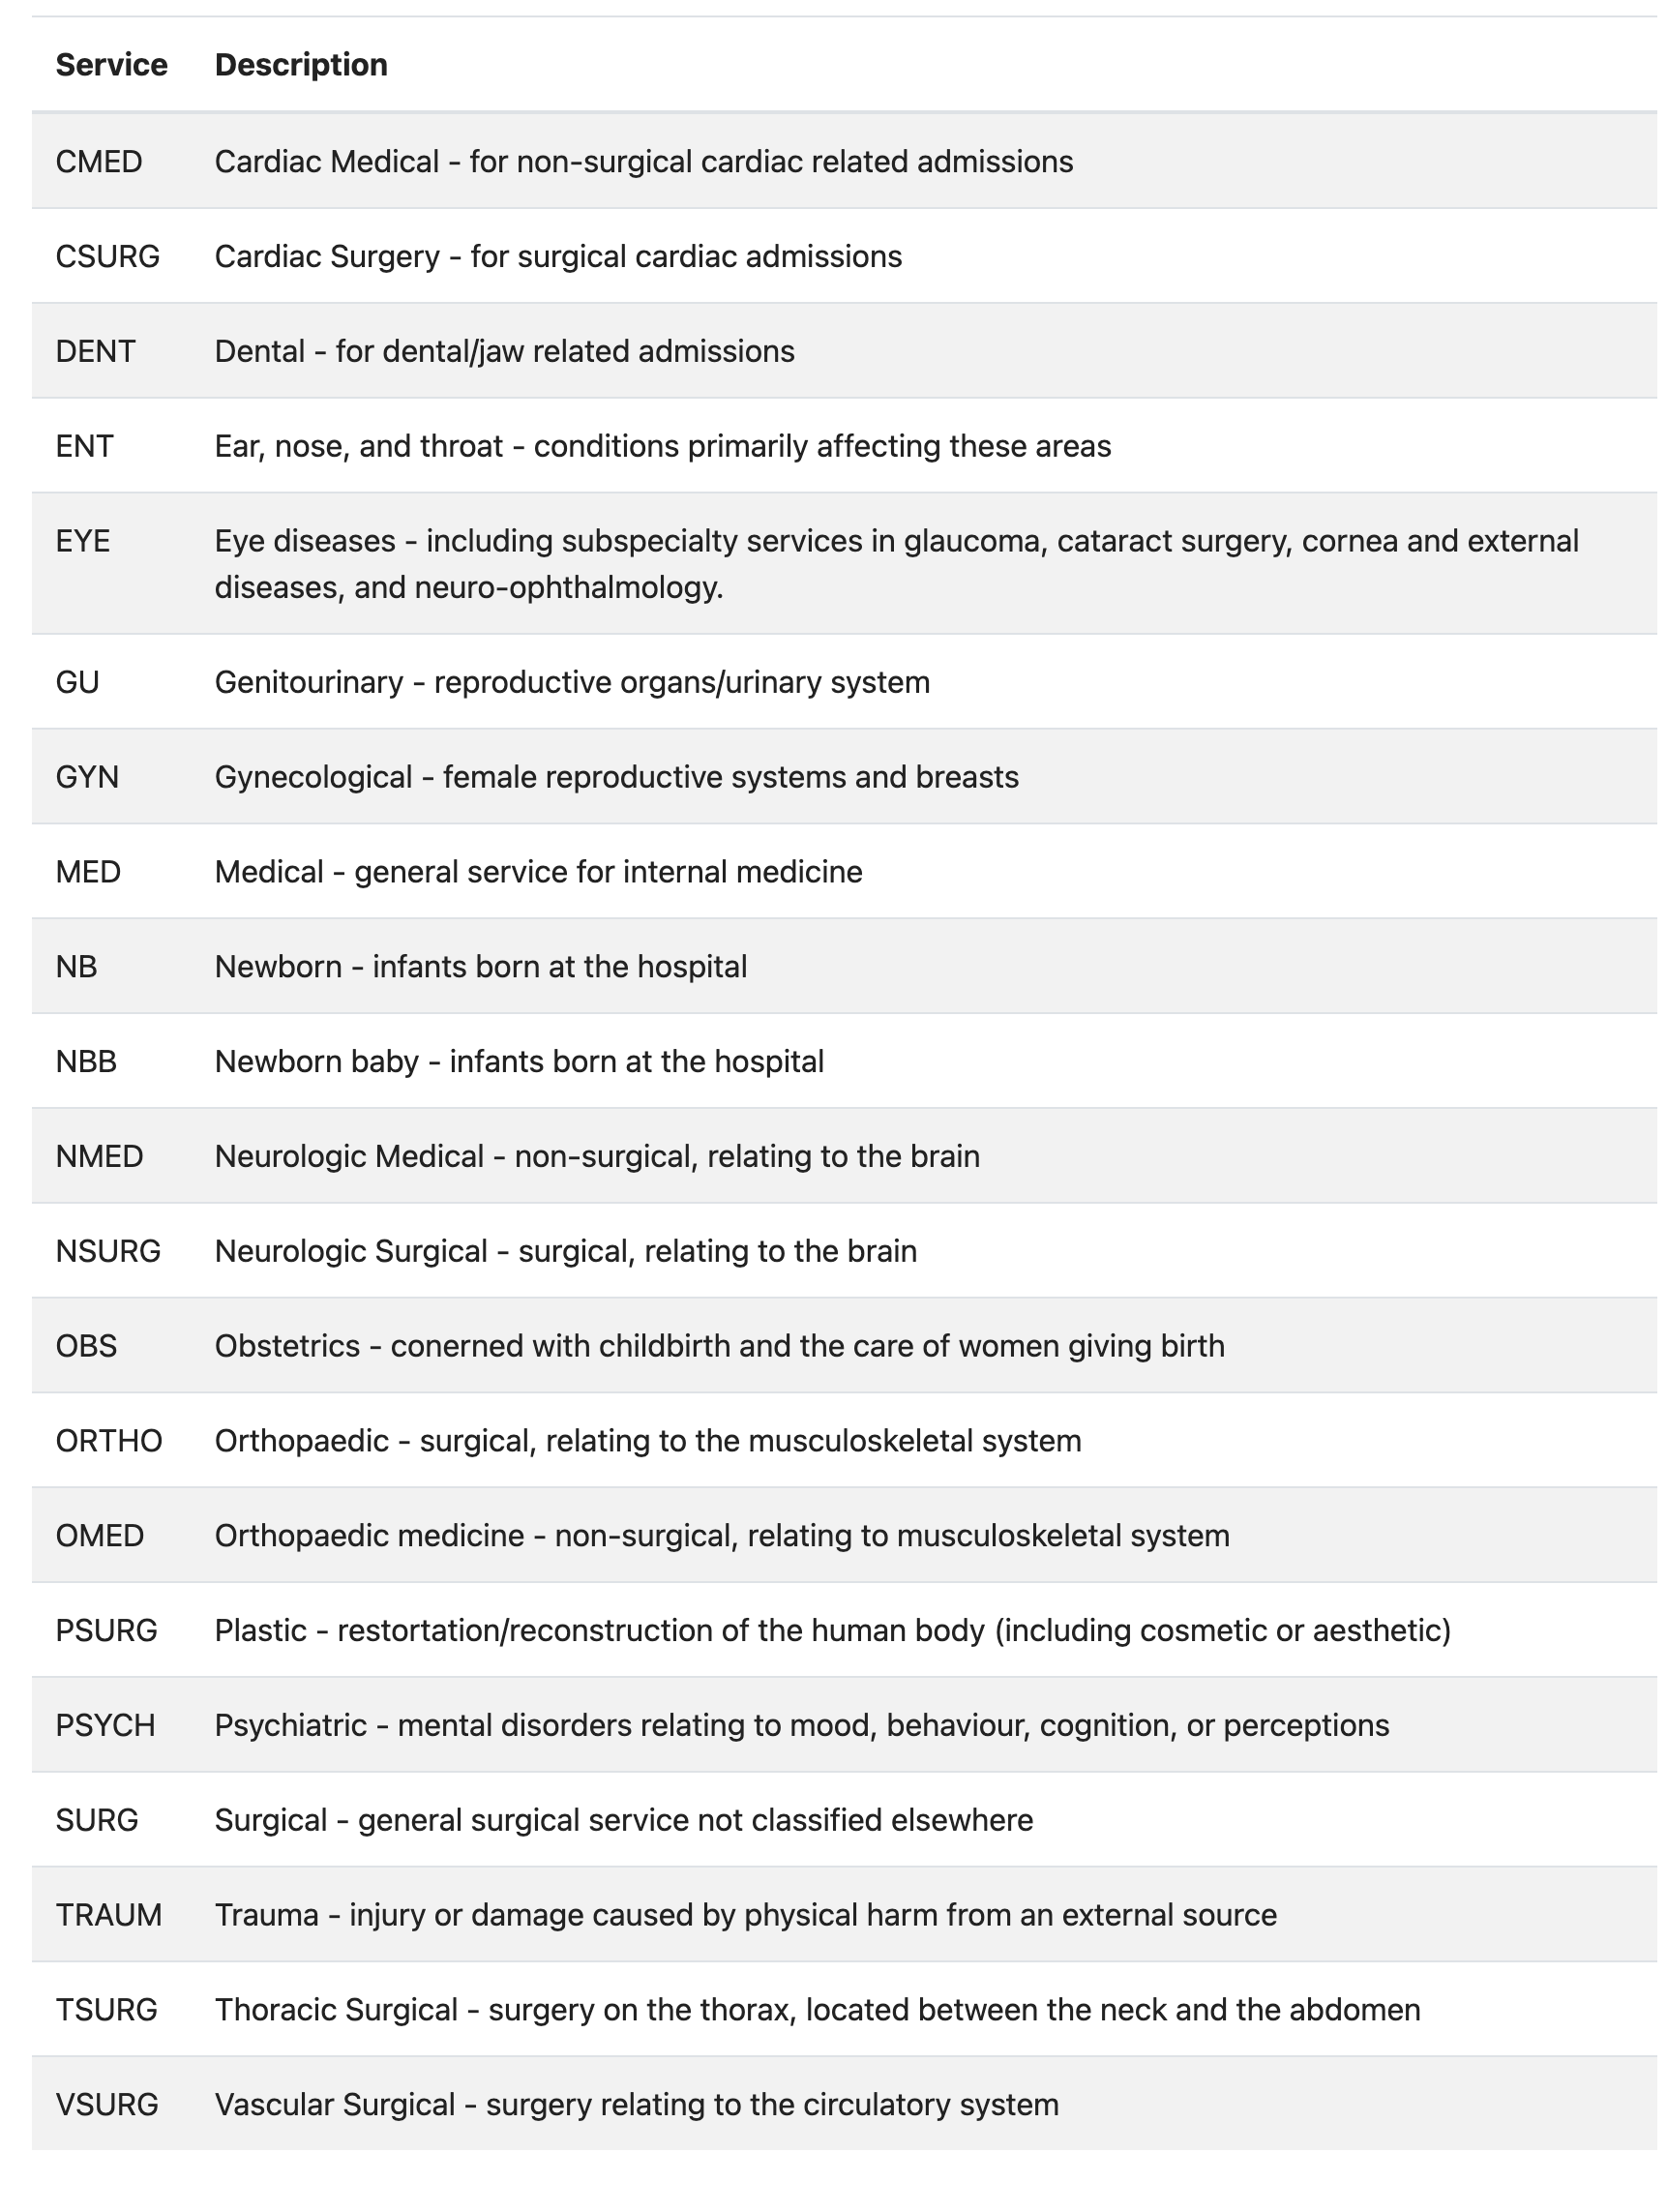 Service Description
CMED Cardiac Medical - for non-surgical cardiac related admissions
CSURG Cardiac Surgery - for surgical cardiac admissions
DENT Dental - for dental/jaw related admissions
ENT Ear, nose, and throat - conditions primarily affecting these areas
EYE Eye diseases - including subspecialty services in glaucoma, cataract surgery, cornea and external
diseases, and neuro-ophthalmology.
GU Genitourinary - reproductive organs/urinary system
GYN Gynecological - female reproductive systems and breasts
MED Medical - general service for internal medicine
NB Newborn - infants born at the hospital
NBB Newborn baby - infants born at the hospital
NMED Neurologic Medical - non-surgical, relating to the brain
NSURG Neurologic Surgical - surgical, relating to the brain
OBS Obstetrics - conerned with childbirth and the care of women giving birth
ORTHO Orthopaedic - surgical, relating to the musculoskeletal system
OMED Orthopaedic medicine - non-surgical, relating to musculoskeletal system
PSURG Plastic - restortation/reconstruction of the human body (including cosmetic or aesthetic)
PSYCH Psychiatric - mental disorders relating to mood, behaviour, cognition, or perceptions
SURG Surgical - general surgical service not classified elsewhere
TRAUM Trauma - injury or damage caused by physical harm from an external source
TSURG Thoracic Surgical - surgery on the thorax, located between the neck and the abdomen
VSURG Vascular Surgical - surgery relating to the circulatory system